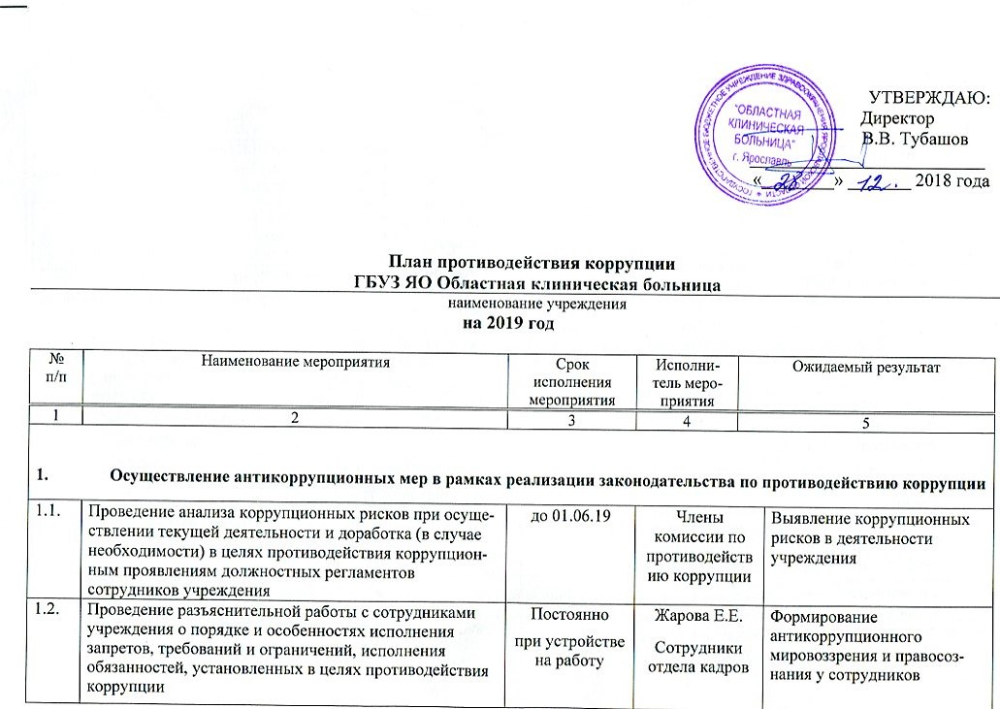 УТВЕРЖДАЮ:
Директор
В.В. Тубашов
« 28 » 12. 2018 года
ГОСУДАРСТВЕННОЕ БЮДЖЕТНОЕ УЧРЕЖДЕНИЕ ЗДРАВООХРАНЕНИЯ ЯРОСЛАВСКОЙ ОБЛАСТИ
"ОБЛАСТНАЯ
КЛИНИЧЕСКАЯ
БОЛЬНИЦА"
г. Ярославль
План противодействия коррупции
ГБУЗ ЯО Областная клиническая больница
наименование учреждения
на 2019 год
№
п/п
Наименование мероприятия
Срок
исполнения
мероприятия
Исполни-
тель меро-
приятия
Ожидаемый результат
1 2 3 4 5
1. Осуществление антикоррупционных мер в рамках реализации законодательства по противодействию коррупции
1.1.
Проведение анализа коррупционных рисков при осуще-
ствлении текущей деятельности и доработка (в случае
необходимости) в целях противодействия коррупцион-
ным проявлениям должностных регламентов
сотрудников учреждения
до 01.06.19
Члены
комиссии по
противодейств
ию коррупции
Выявление коррупционных
рисков в деятельности
учреждения
1.2.
Проведение разъяснительной работы с сотрудниками
учреждения о порядке и особенностях исполнения
запретов, требований и ограничений, исполнения
обязанностей, установленных в целях противодействия
коррупции
Постоянно
при устройстве
на работу
Жарова Е.Е.
Сотрудники
отдела кадров
Формирование
антикоррупционного
мировоззрения и правосоз-
нания у сотрудников